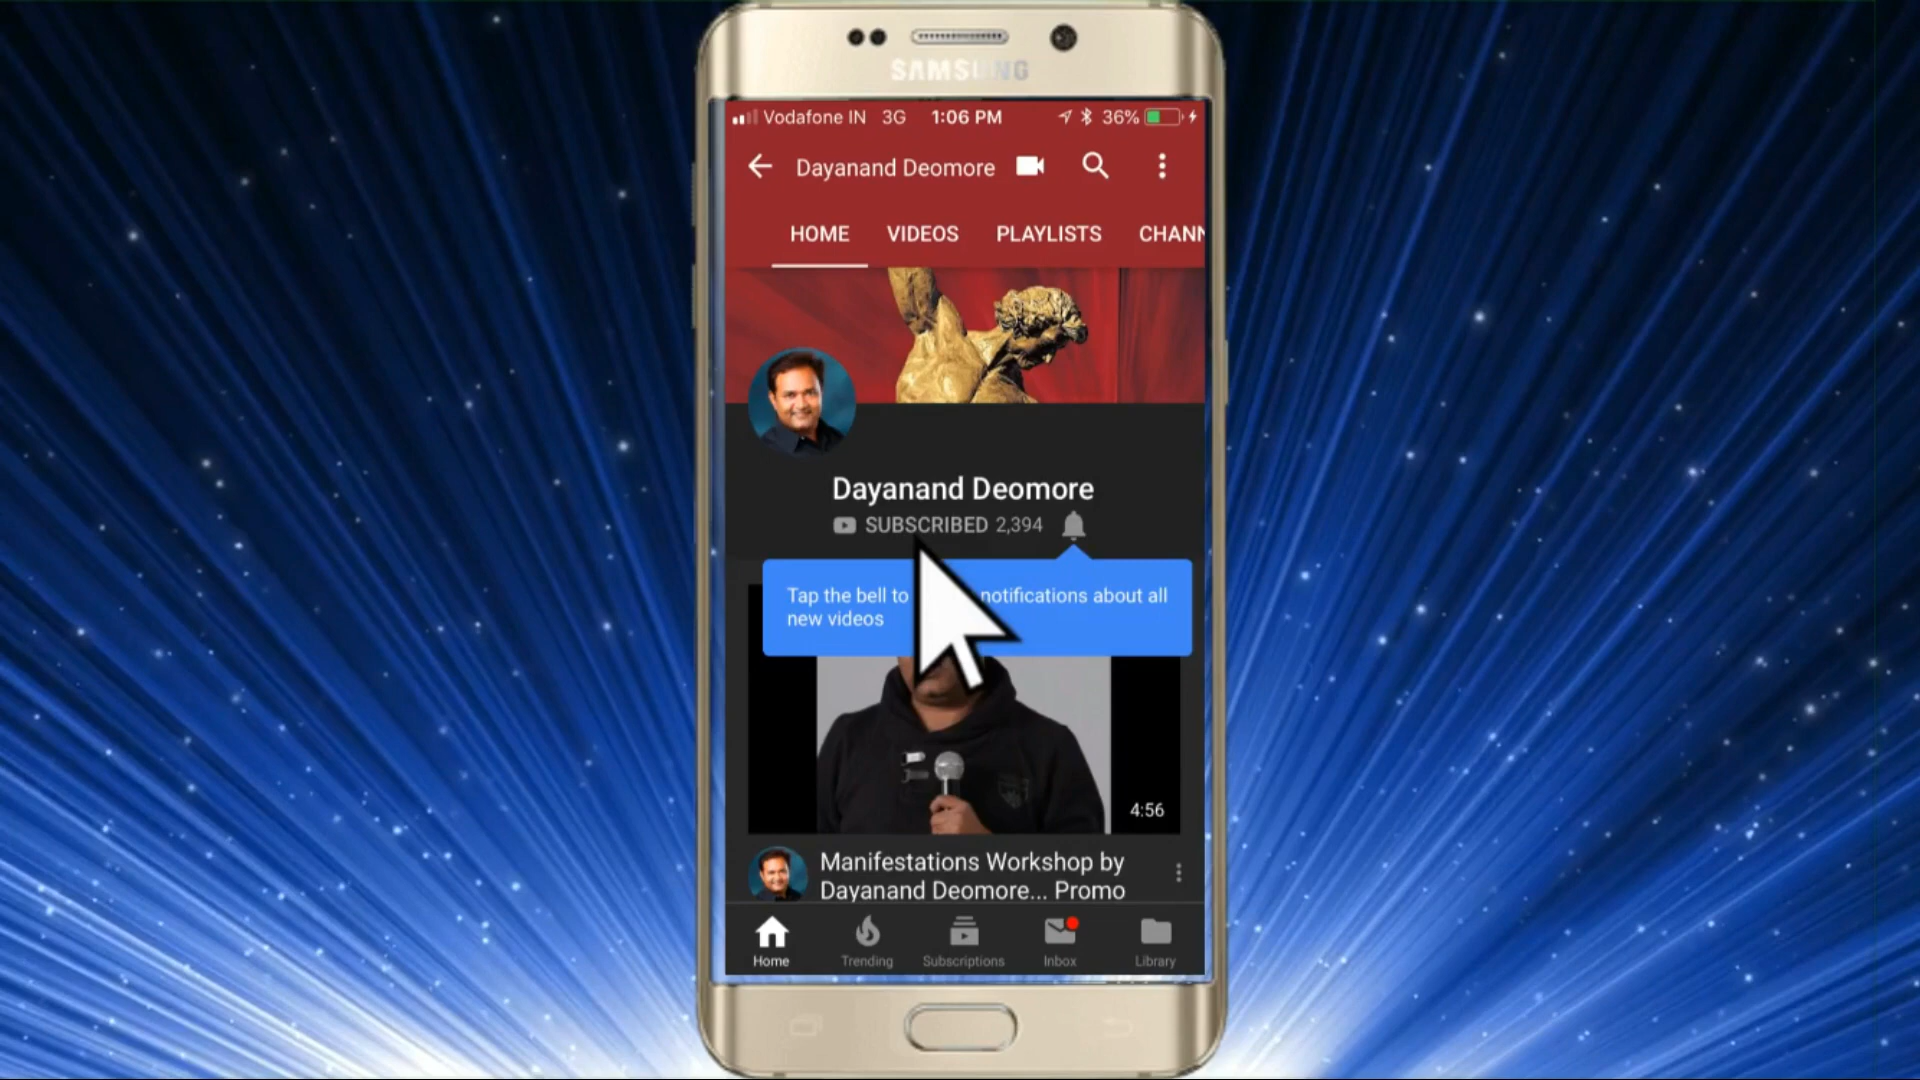 SAMSUNG
Vodafone IN 3G 1:06 PM 36%
Dayanand Deomore
HOME VIDEOS PLAYLISTS CHANN
Dayanand Deomore
SUBSCRIBED 2,394
Tap the bell to notifications about all
new videos
4:56
Manifestations Workshop by
Dayanand Deomore... Promo
Home Trending Subscriptions Inbox Library